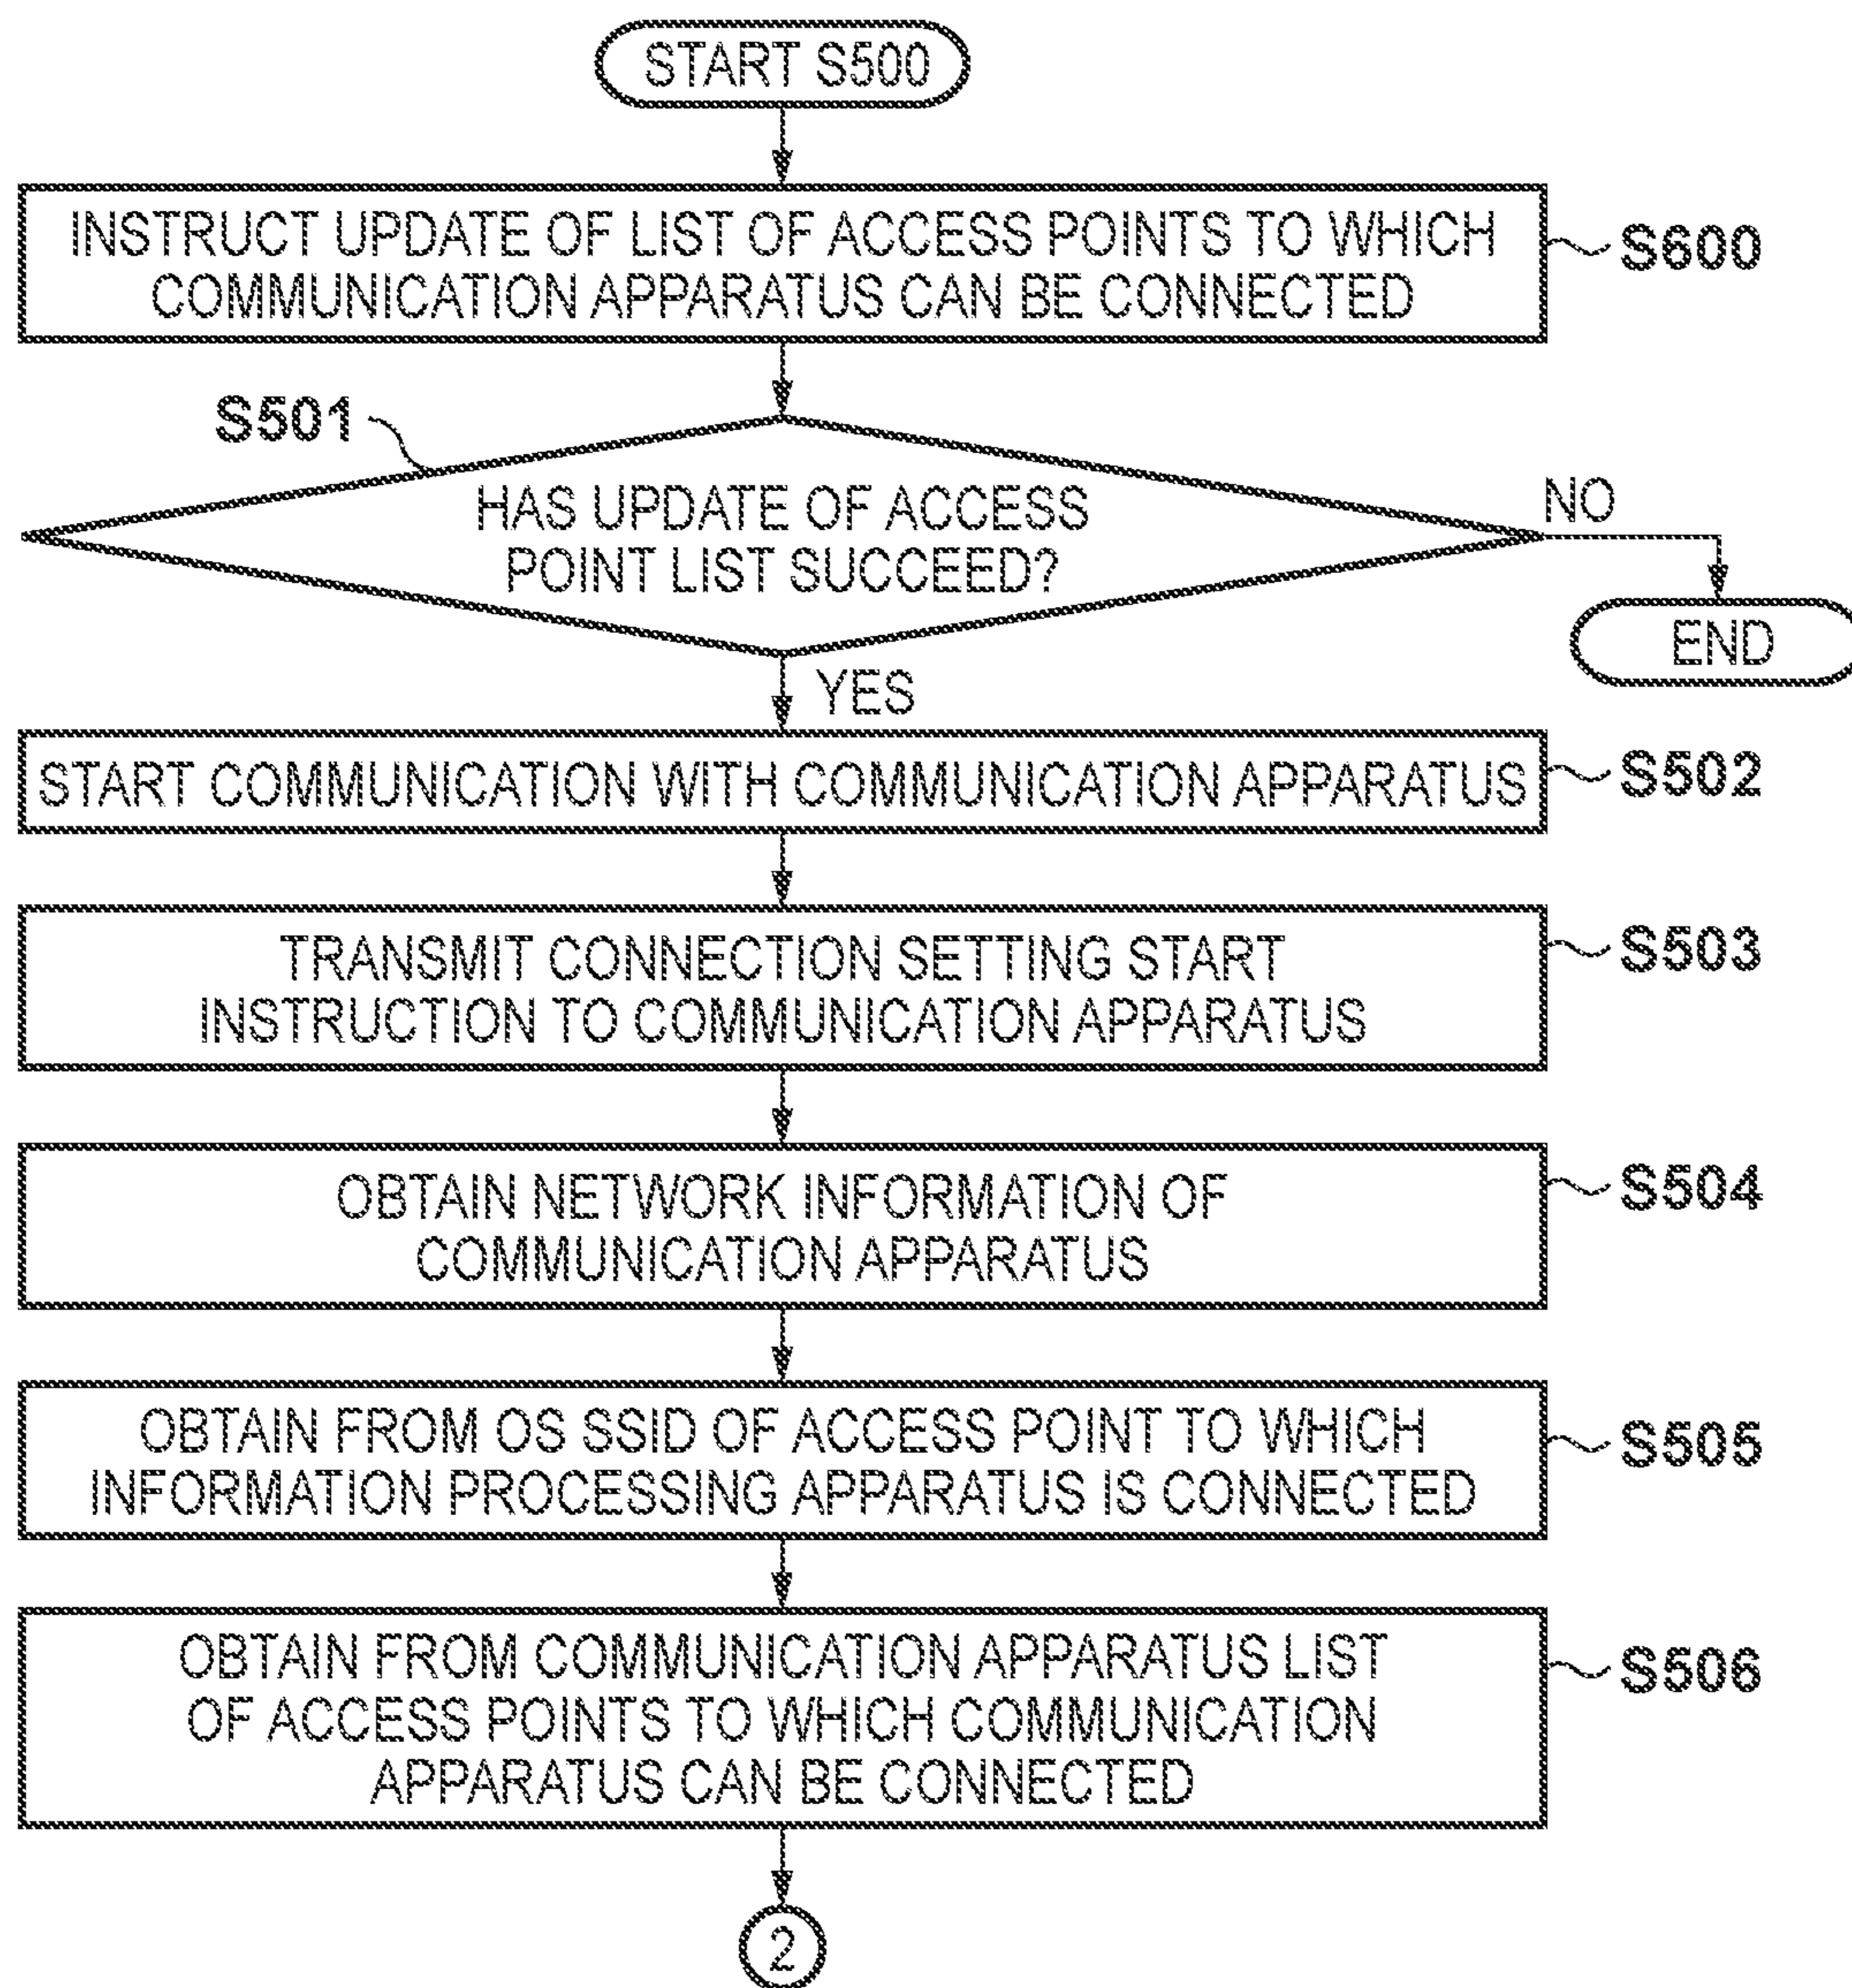 START S500
INSTRUCT UPDATE OF LIST OF ACCESS POINTS TO WHICH
COMMUNICATION APPARATUS CAN BE CONNECTED
S600
S501
HAS UPDATE OF ACCESS
POINT LIST SUCCEED?
NO
END
YES
START COMMUNICATION WITH COMMUNICATION APPARATUS
S502
TRANSMIT CONNECTION SETTING START
INSTRUCTION TO COMMUNICATION APPARATUS
S503
OBTAIN NETWORK INFORMATION OF
COMMUNICATION APPARATUS
S504
OBTAIN FROM OS SSID OF ACCESS POINT TO WHICH
INFORMATION PROCESSING APPARATUS IS CONNECTED
S505
OBTAIN FROM COMMUNICATION APPARATUS LIST
OF ACCESS POINTS TO WHICH COMMUNICATION
APPARATUS CAN BE CONNECTED
S506
2